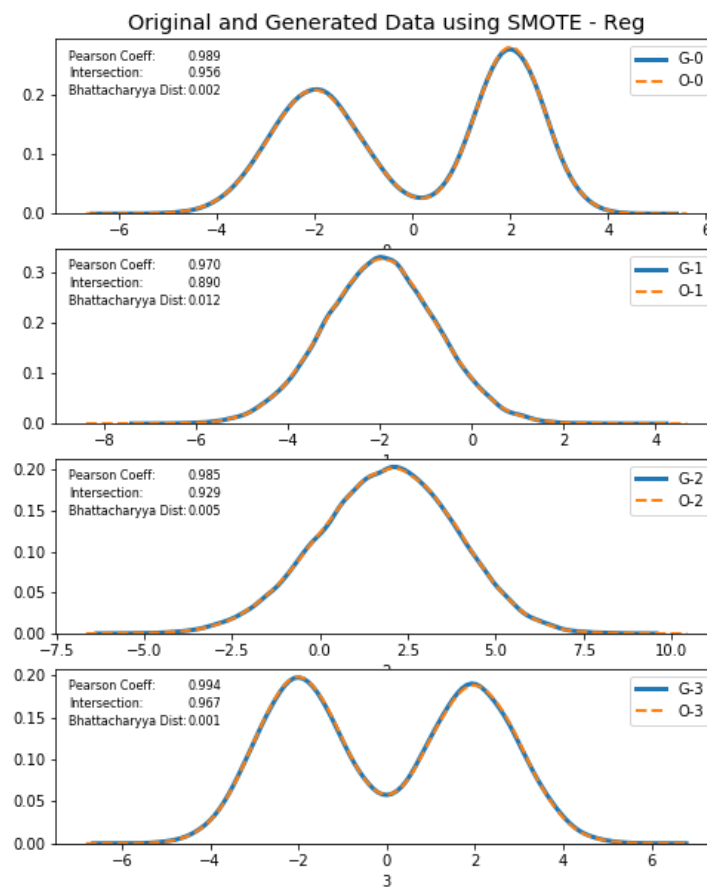 Original and Generated Data using SMOTE - Reg
Pearson Coeff: 0.989
Intersection: 0.956
Bhattacharyya Dist: 0.002
G-0
O-0
0.2
0.1
0.0
−6 −4 −2 0 2 4 6
Pearson Coeff: 0.970
Intersection: 0.890
Bhattacharyya Dist: 0.012
G-1
O-1
0.3
0.2
0.1
0.0
−8 −6 −4 −2 0 2 4
Pearson Coeff: 0.985
Intersection: 0.929
Bhattacharyya Dist: 0.005
G-2
O-2
0.20
0.15
0.10
0.05
0.00
−7.5 −5.0 −2.5 0.0 2.5 5.0 7.5 10.0
Pearson Coeff: 0.994
Intersection: 0.967
Bhattacharyya Dist: 0.001
G-3
O-3
0.20
0.15
0.10
0.05
0.00
−6 −4 −2 0 2 4 6
3